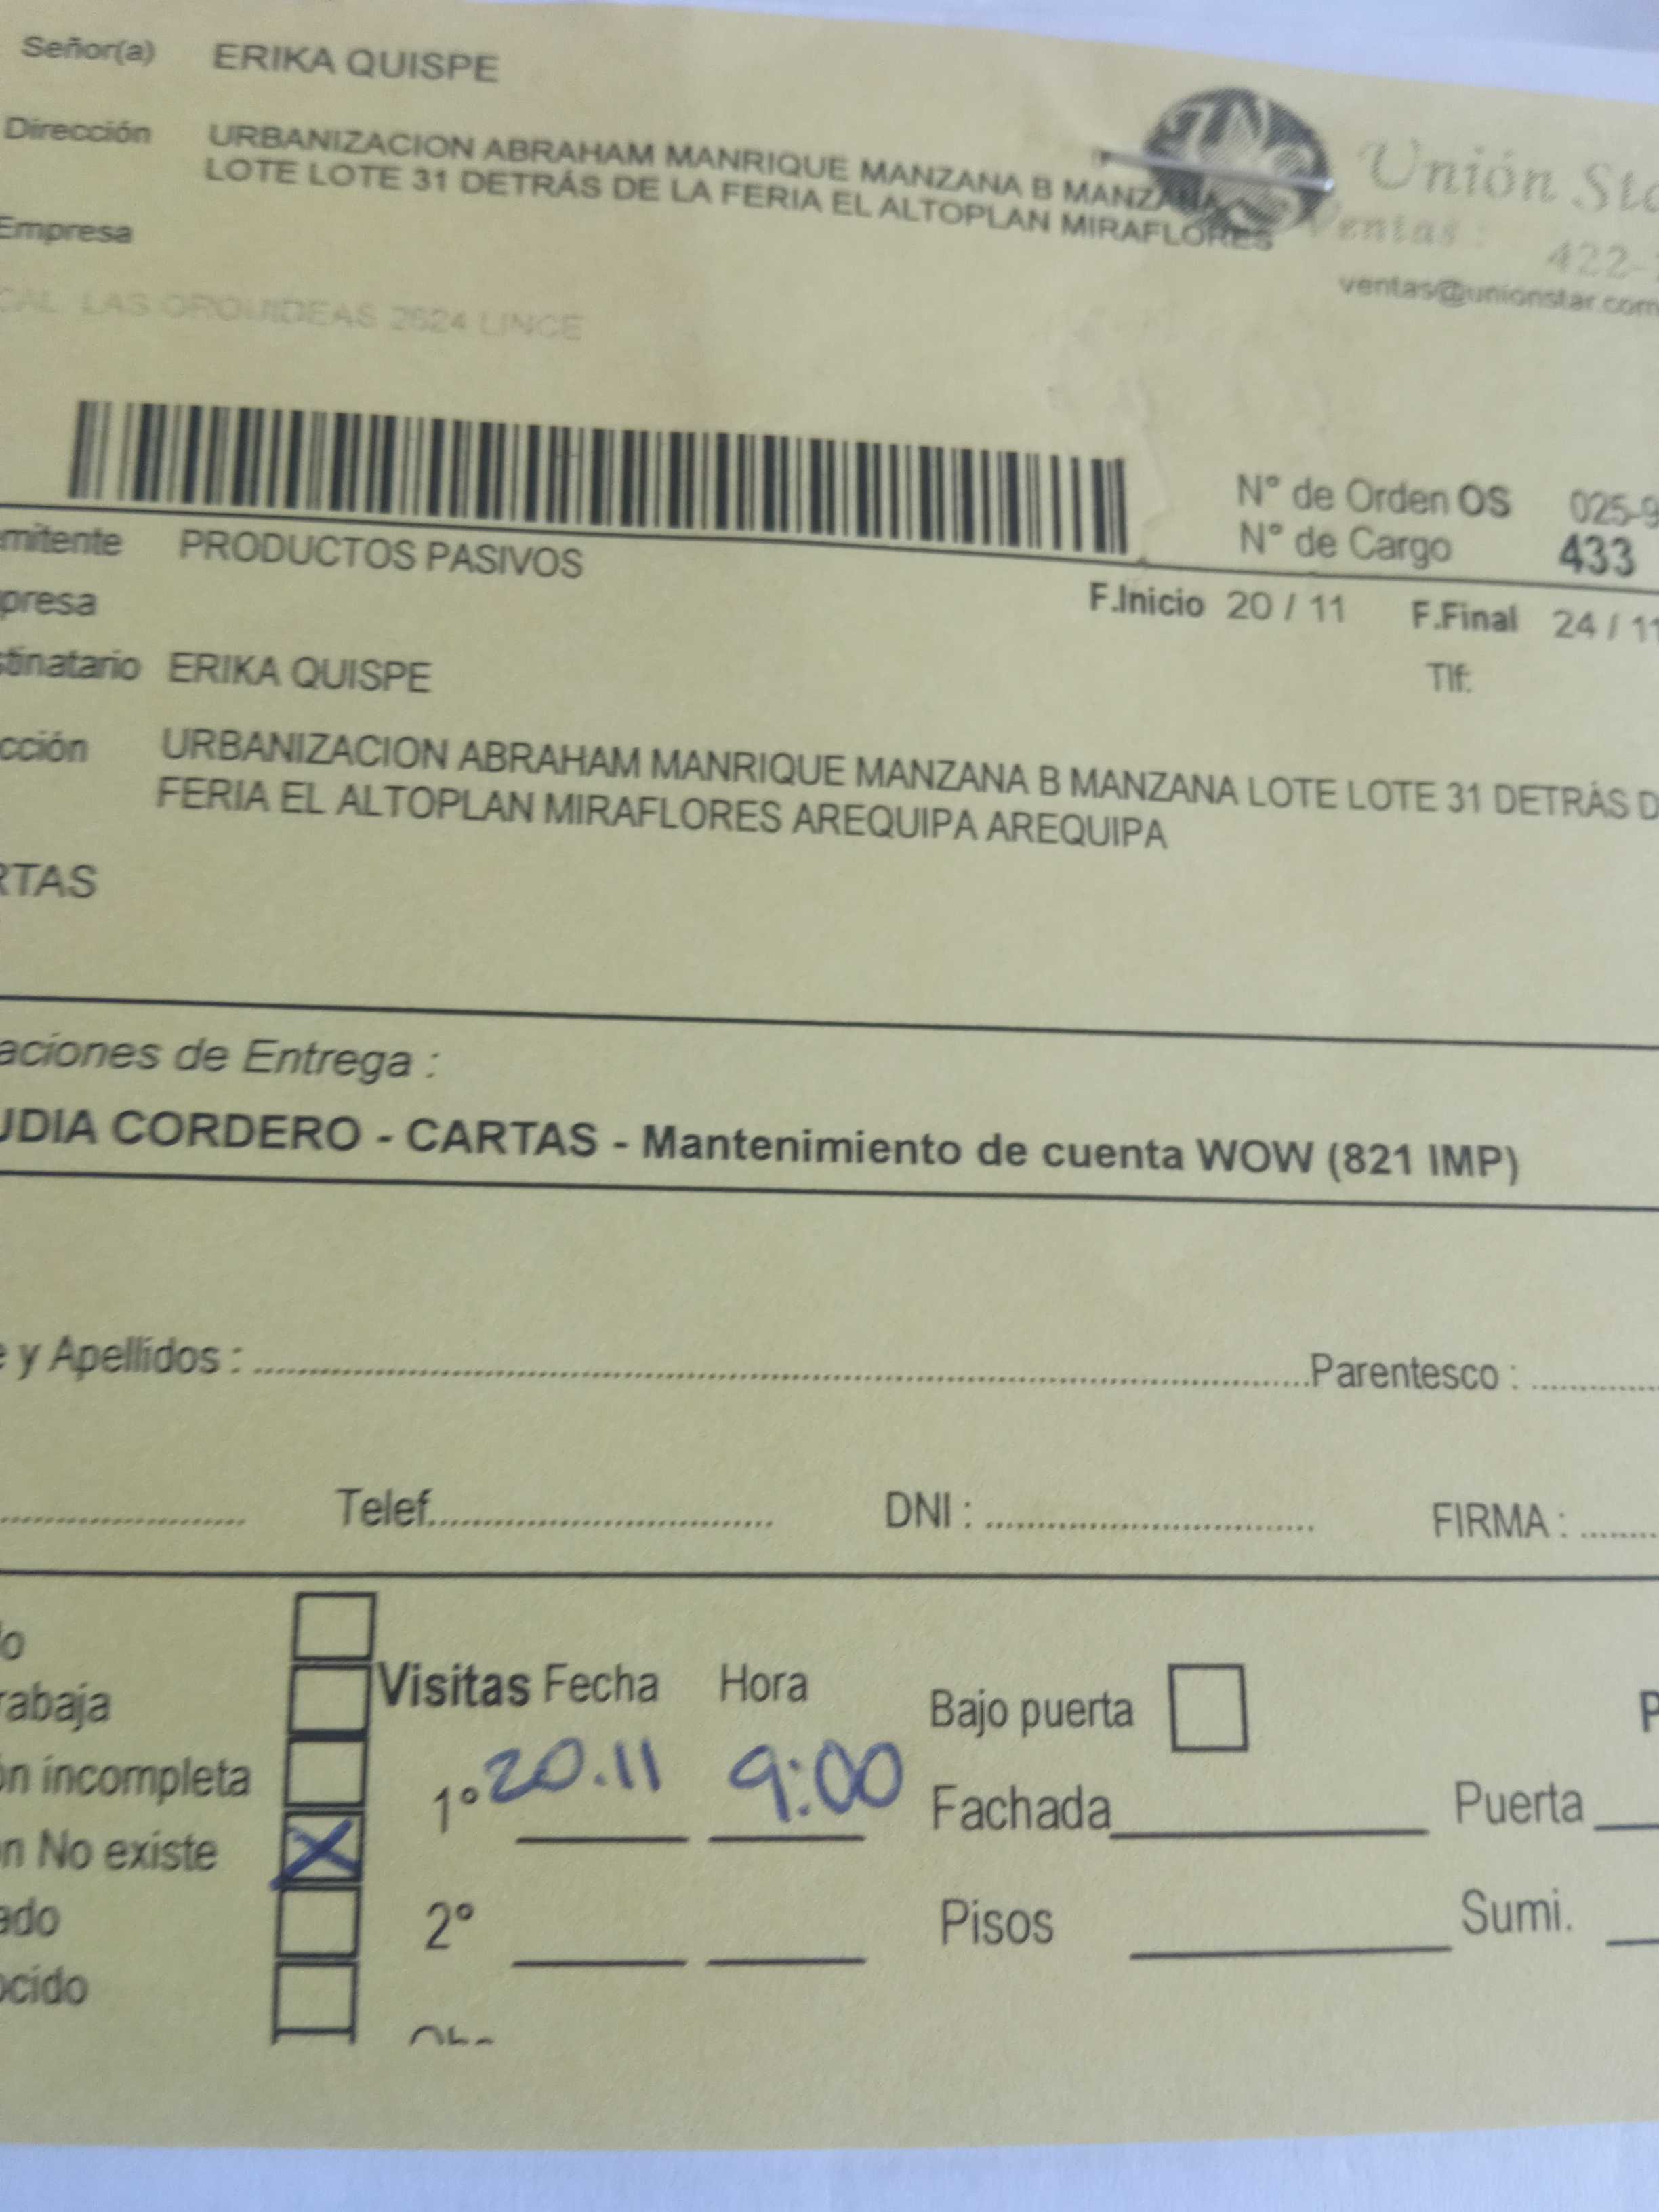 Señor(a) ERIKA QUISPE
Dirección URBANIZACION ABRAHAM MANRIQUE MANZANA B MANZANA
LOTE LOTE 31 DETRÁS DE LA FERIA EL ALTOPLAN MIRAFLORES
Empresa
Unión Sta
Ventas :
422-
ventas@unionstar.com
CAL LAS ORQUIDEAS 2624 LINCE
N° de Orden OS 025-9
N° de Cargo 433
mitente PRODUCTOS PASIVOS
presa
F.Inicio 20 / 11 F.Final 24 / 11
stinatario ERIKA QUISPE
Tlf:
cción URBANIZACION ABRAHAM MANRIQUE MANZANA B MANZANA LOTE LOTE 31 DETRÁS D
FERIA EL ALTOPLAN MIRAFLORES AREQUIPA AREQUIPA
RTAS
aciones de Entrega :
UDIA CORDERO - CARTAS - Mantenimiento de cuenta WOW (821 IMP)
e y Apellidos : Parentesco :
Telef. DNI : FIRMA :
o
rabaja
Visitas Fecha Hora
Bajo puerta
P
ón incompleta
1° 20.11 9:00
Fachada Puerta
n No existe X
ado
2°
Pisos Sumi.
ocido